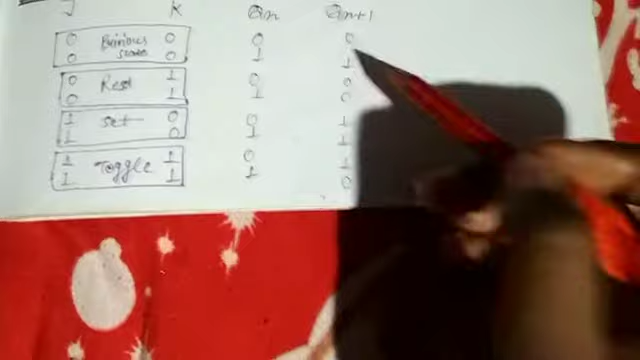 J K Qn Qn+1
0 0 0 0
0 0 1 1
0 Reset 1 0 0
0 1 1 0
1 set 0 0 1
1 0 1 1
1 Toggle 1 0 1
1 1 1 0